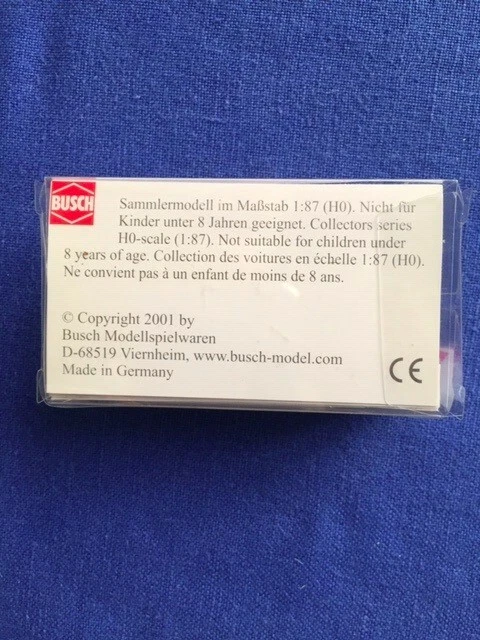 BUSCH
Sammlermodell im Maßstab 1:87 (H0). Nicht für
Kinder unter 8 Jahren geeignet. Collectors series
H0-scale (1:87). Not suitable for children under
8 years of age. Collection des voitures en échelle 1:87 (H0).
Ne convient pas à un enfant de moins de 8 ans.
© Copyright 2001 by
Busch Modellspielwaren
D-68519 Viernheim, www.busch-model.com
Made in Germany
CE